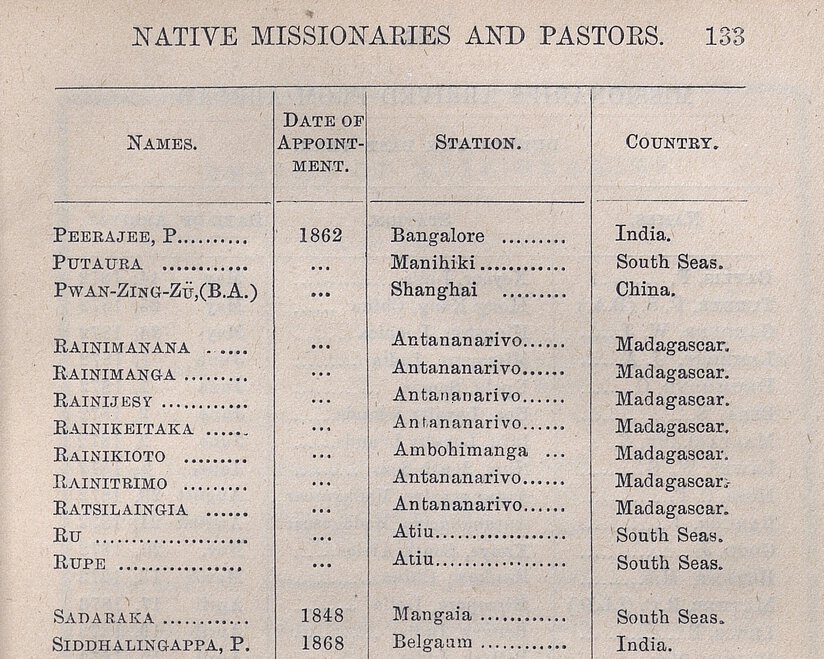 NATIVE MISSIONARIES AND PASTORS. 133
NAMES. DATE OF APPOINT-MENT. STATION. COUNTRY.
PEERAJEE, P.......... 1862 Bangalore ......... India.
PUTAURA ............ ... Manihiki............ South Seas.
PWAN-ZING-ZÜ,(B.A.) ... Shanghai ......... China.
RAINIMANANA ...... ... Antananarivo...... Madagascar.
RAINIMANGA ......... ... Antananarivo...... Madagascar.
RAINIJESY ............ ... Antananarivo...... Madagascar.
RAINIKEITAKA ...... ... Antananarivo...... Madagascar.
RAINIKIOTO ......... ... Ambohimanga ... Madagascar.
RAINITRIMO ......... ... Antananarivo...... Madagascar.
RATSILAINGIA ...... ... Antananarivo...... Madagascar.
RU ..................... ... Atiu.................. South Seas.
RUPE .................. ... Atiu.................. South Seas.
SADARAKA ............ 1848 Mangaia ............ South Seas.
SIDDHALINGAPPA, P. 1868 Belgaum ............ India.